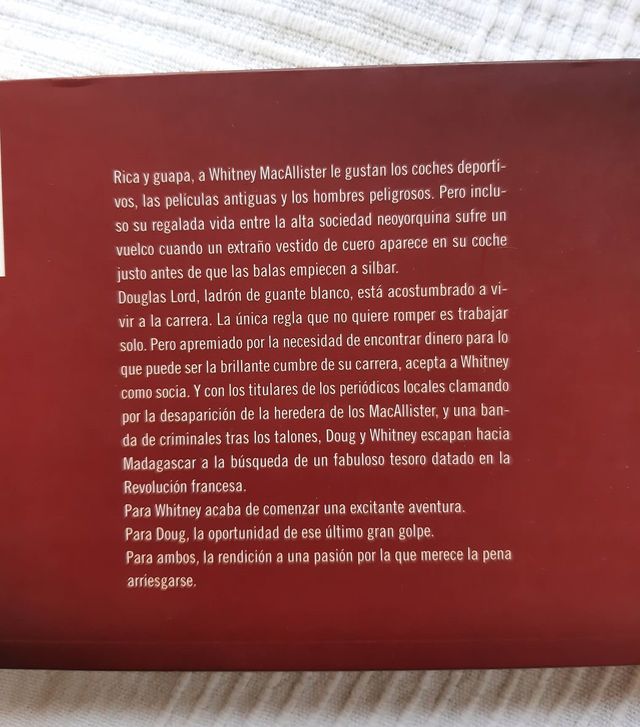 Rica y guapa, a Whitney MacAllister le gustan los coches deporti-
vos, las películas antiguas y los hombres peligrosos. Pero inclu-
so su regalada vida entre la alta sociedad neoyorquina sufre un
vuelco cuando un extraño vestido de cuero aparece en su coche
justo antes de que las balas empiecen a silbar.
Douglas Lord, ladrón de guante blanco, está acostumbrado a vi-
vir a la carrera. La única regla que no quiere romper es trabajar
solo. Pero apremiado por la necesidad de encontrar dinero para lo
que puede ser la brillante cumbre de su carrera, acepta a Whitney
como socia. Y con los titulares de los periódicos locales clamando
por la desaparición de la heredera de los MacAllister, y una ban-
da de criminales tras los talones, Doug y Whitney escapan hacia
Madagascar a la búsqueda de un fabuloso tesoro datado en la
Revolución francesa.
Para Whitney acaba de comenzar una excitante aventura.
Para Doug, la oportunidad de ese último gran golpe.
Para ambos, la rendición a una pasión por la que merece la pena
arriesgarse.